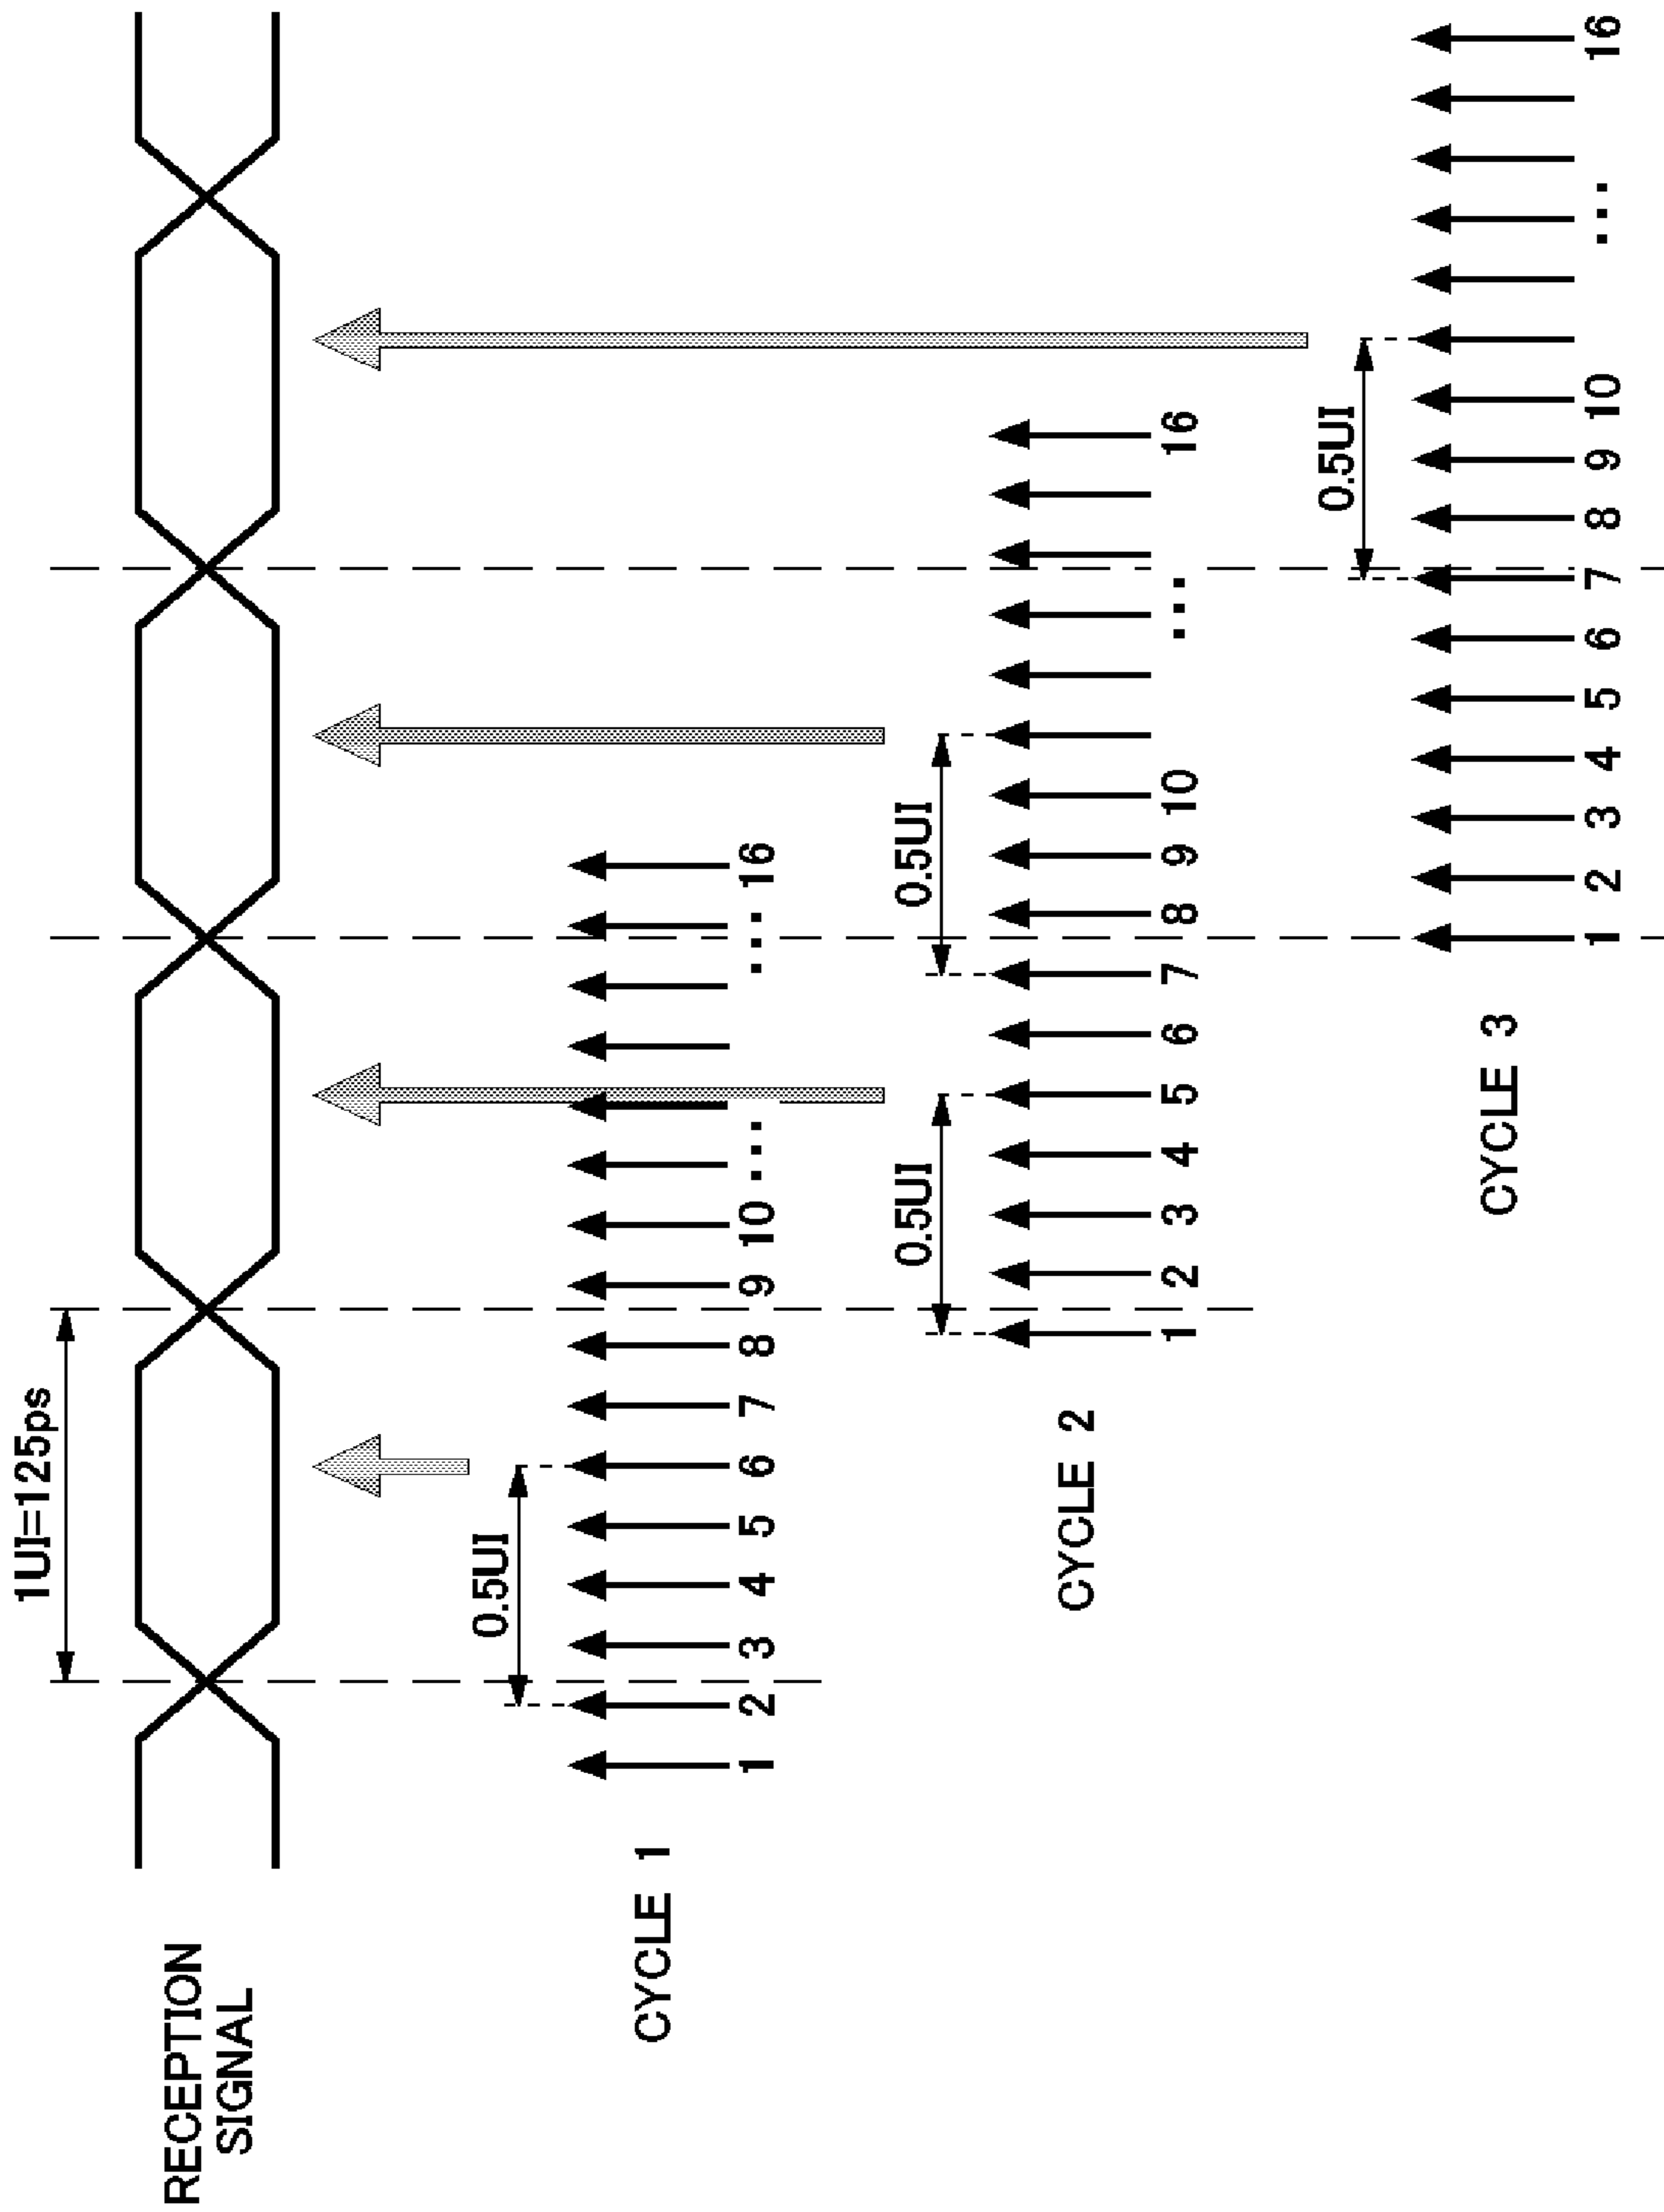 1UI=125ps
RECEPTION
SIGNAL
0.5UI
1 2 3 4 5 6 7 8 9 10 ... ... 16
CYCLE 1
0.5UI 0.5UI
1 2 3 4 5 6 7 8 9 10 ... 16
CYCLE 2
0.5UI
1 2 3 4 5 6 7 8 9 10 ... 16
CYCLE 3